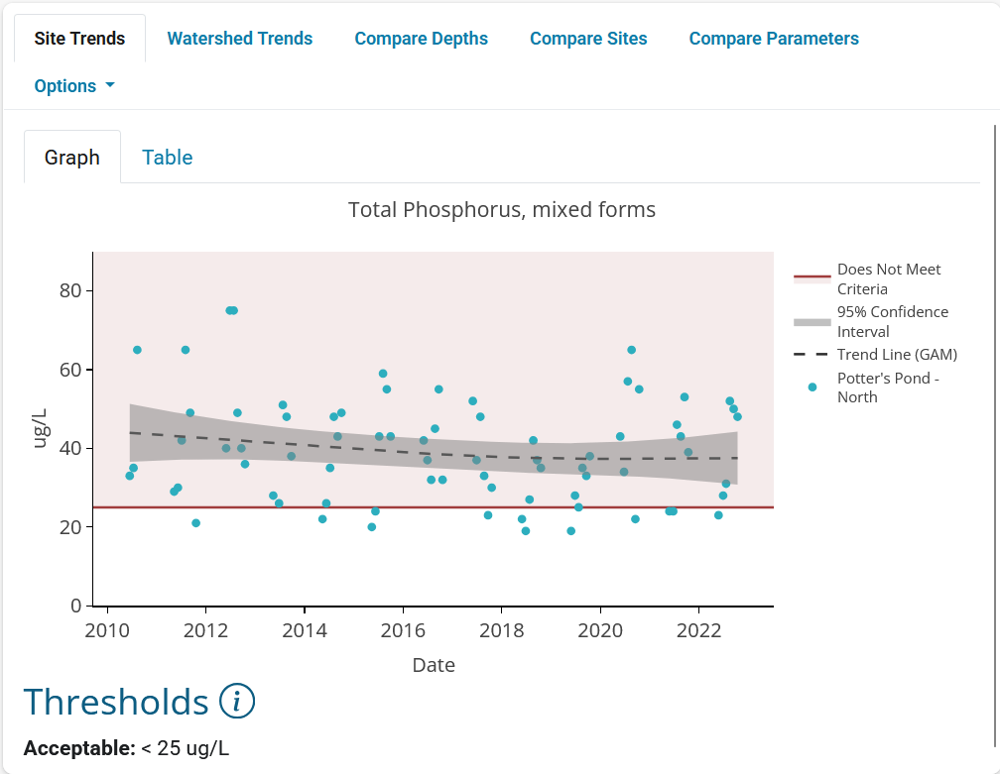 Site Trends Watershed Trends Compare Depths Compare Sites Compare Parameters
Options
Graph Table
Total Phosphorus, mixed forms
80
60
40
20
0
ug/L
2010 2012 2014 2016 2018 2020 2022
Date
Does Not Meet
Criteria
95% Confidence
Interval
Trend Line (GAM)
Potter's Pond -
North
Thresholds i
Acceptable: < 25 ug/L